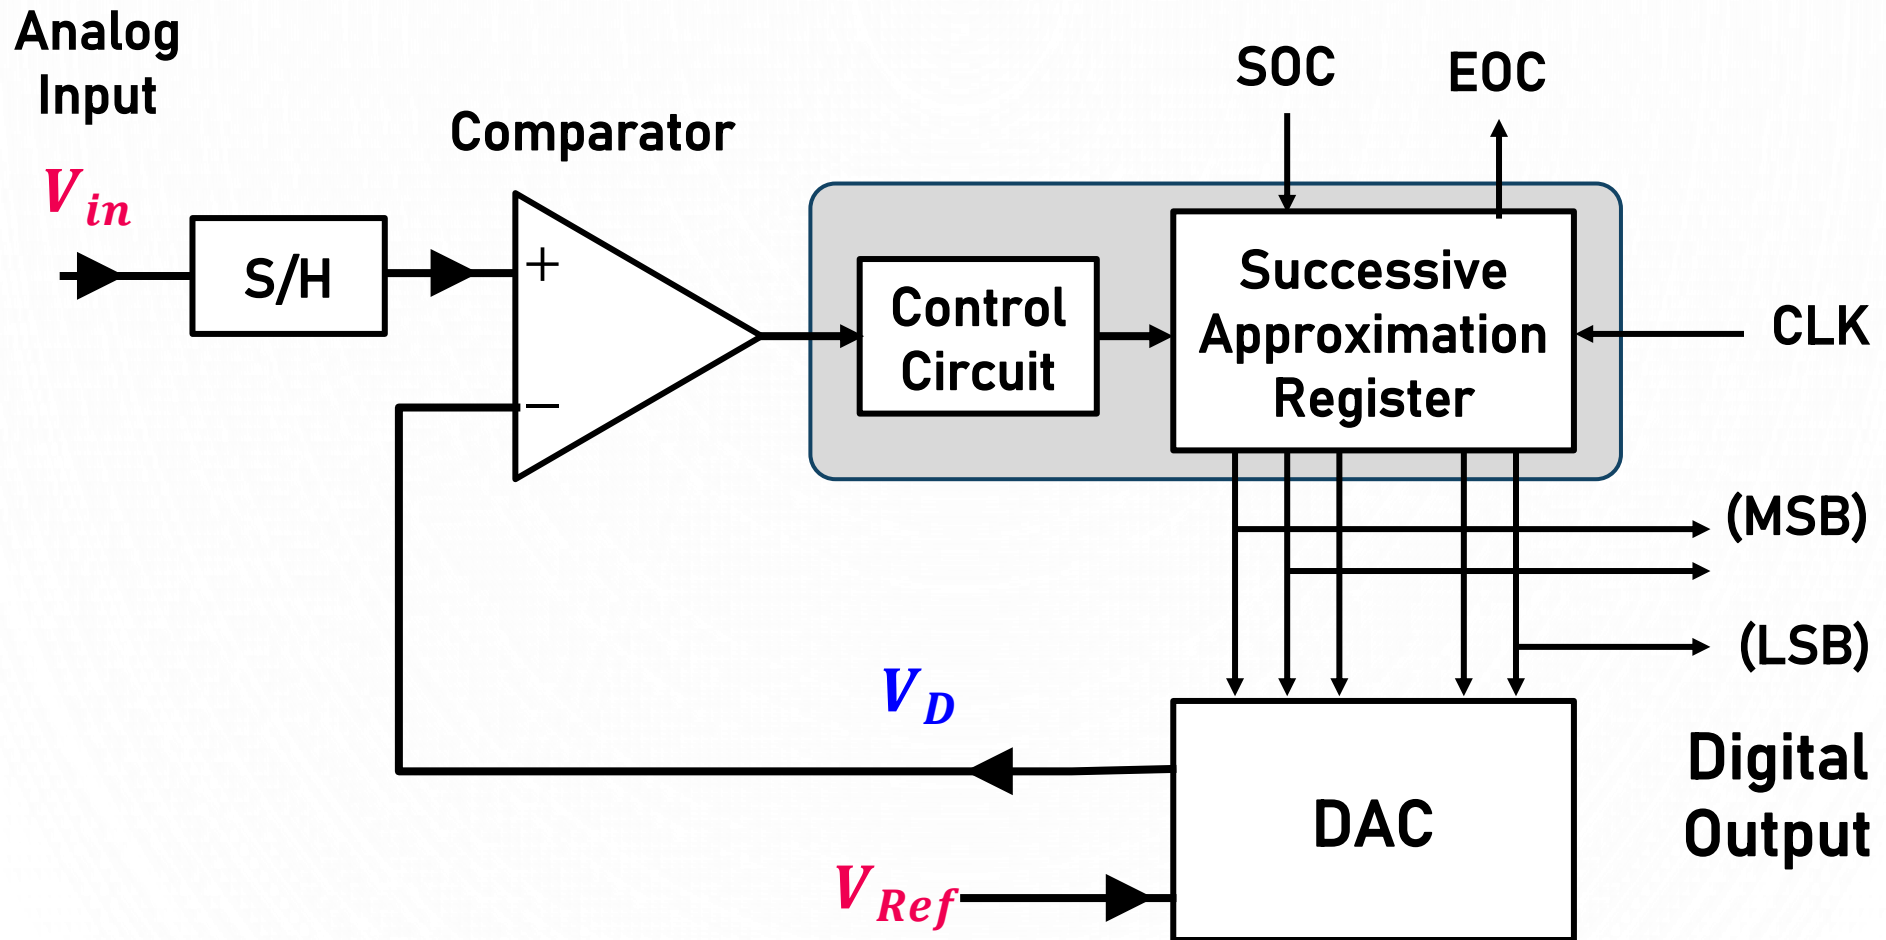 Analog
Input
V_in
S/H
Comparator
+
−
Control
Circuit
SOC
EOC
Successive
Approximation
Register
CLK
(MSB)
(LSB)
Digital
Output
V_D
DAC
V_Ref